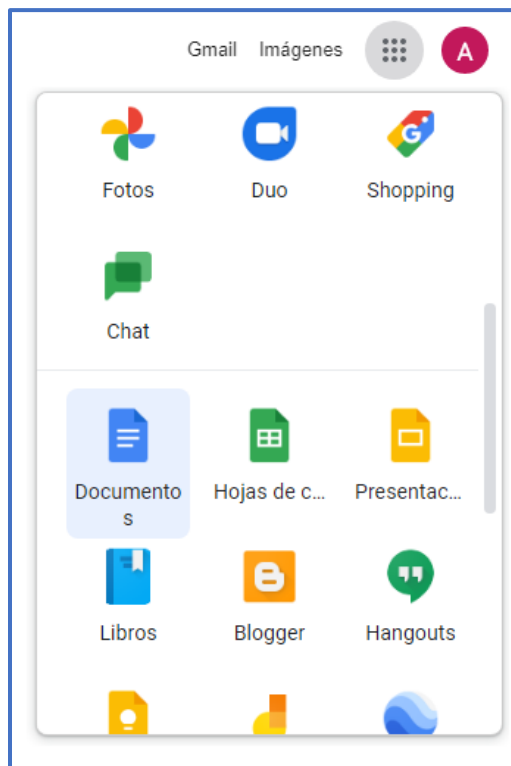 Gmail Imágenes A
Fotos Duo Shopping
Chat
Documento Hojas de c... Presentac...
s
Libros Blogger Hangouts